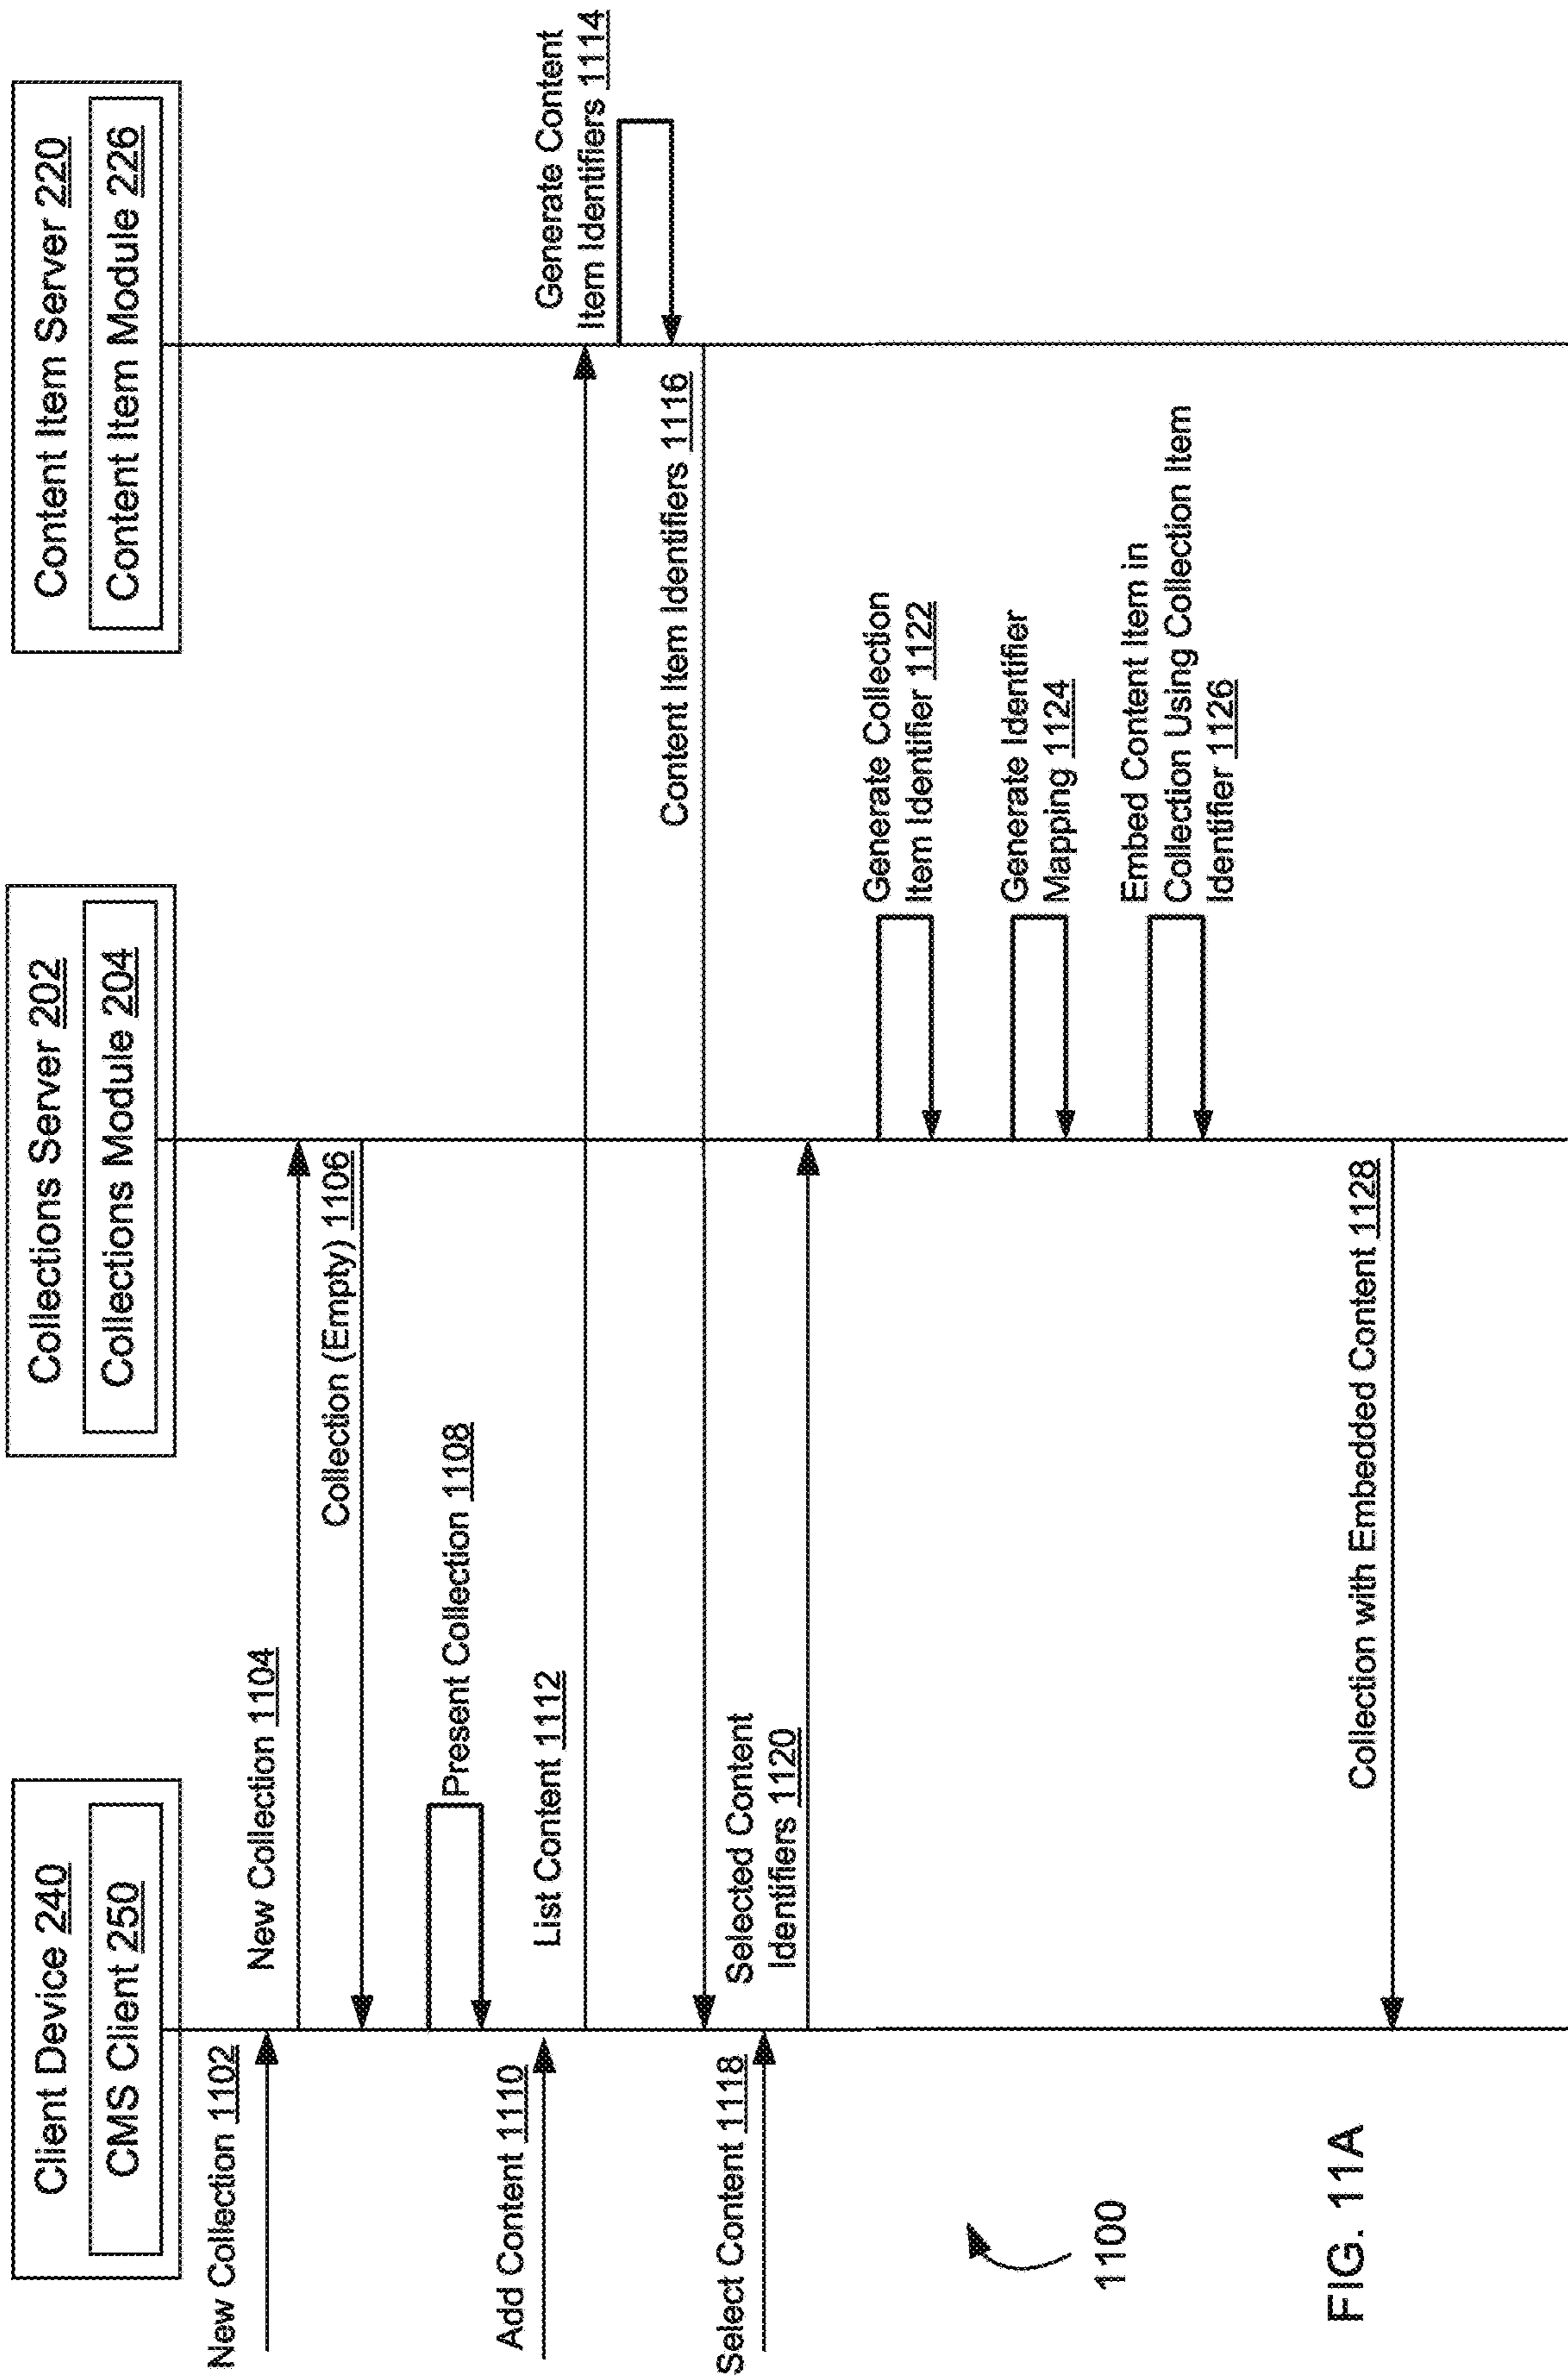 Client Device 240
CMS Client 250
Collections Server 202
Collections Module 204
Content Item Server 220
Content Item Module 226
New Collection 1102
New Collection 1104
Collection (Empty) 1106
Present Collection 1108
Add Content 1110
List Content 1112
Generate Content
Item Identifiers 1114
Content Item Identifiers 1116
Select Content 1118
Selected Content
Identifiers 1120
Generate Collection
Item Identifier 1122
Generate Identifier
Mapping 1124
Embed Content Item in
Collection Using Collection Item
Identifier 1126
Collection with Embedded Content 1128
1100
FIG. 11A